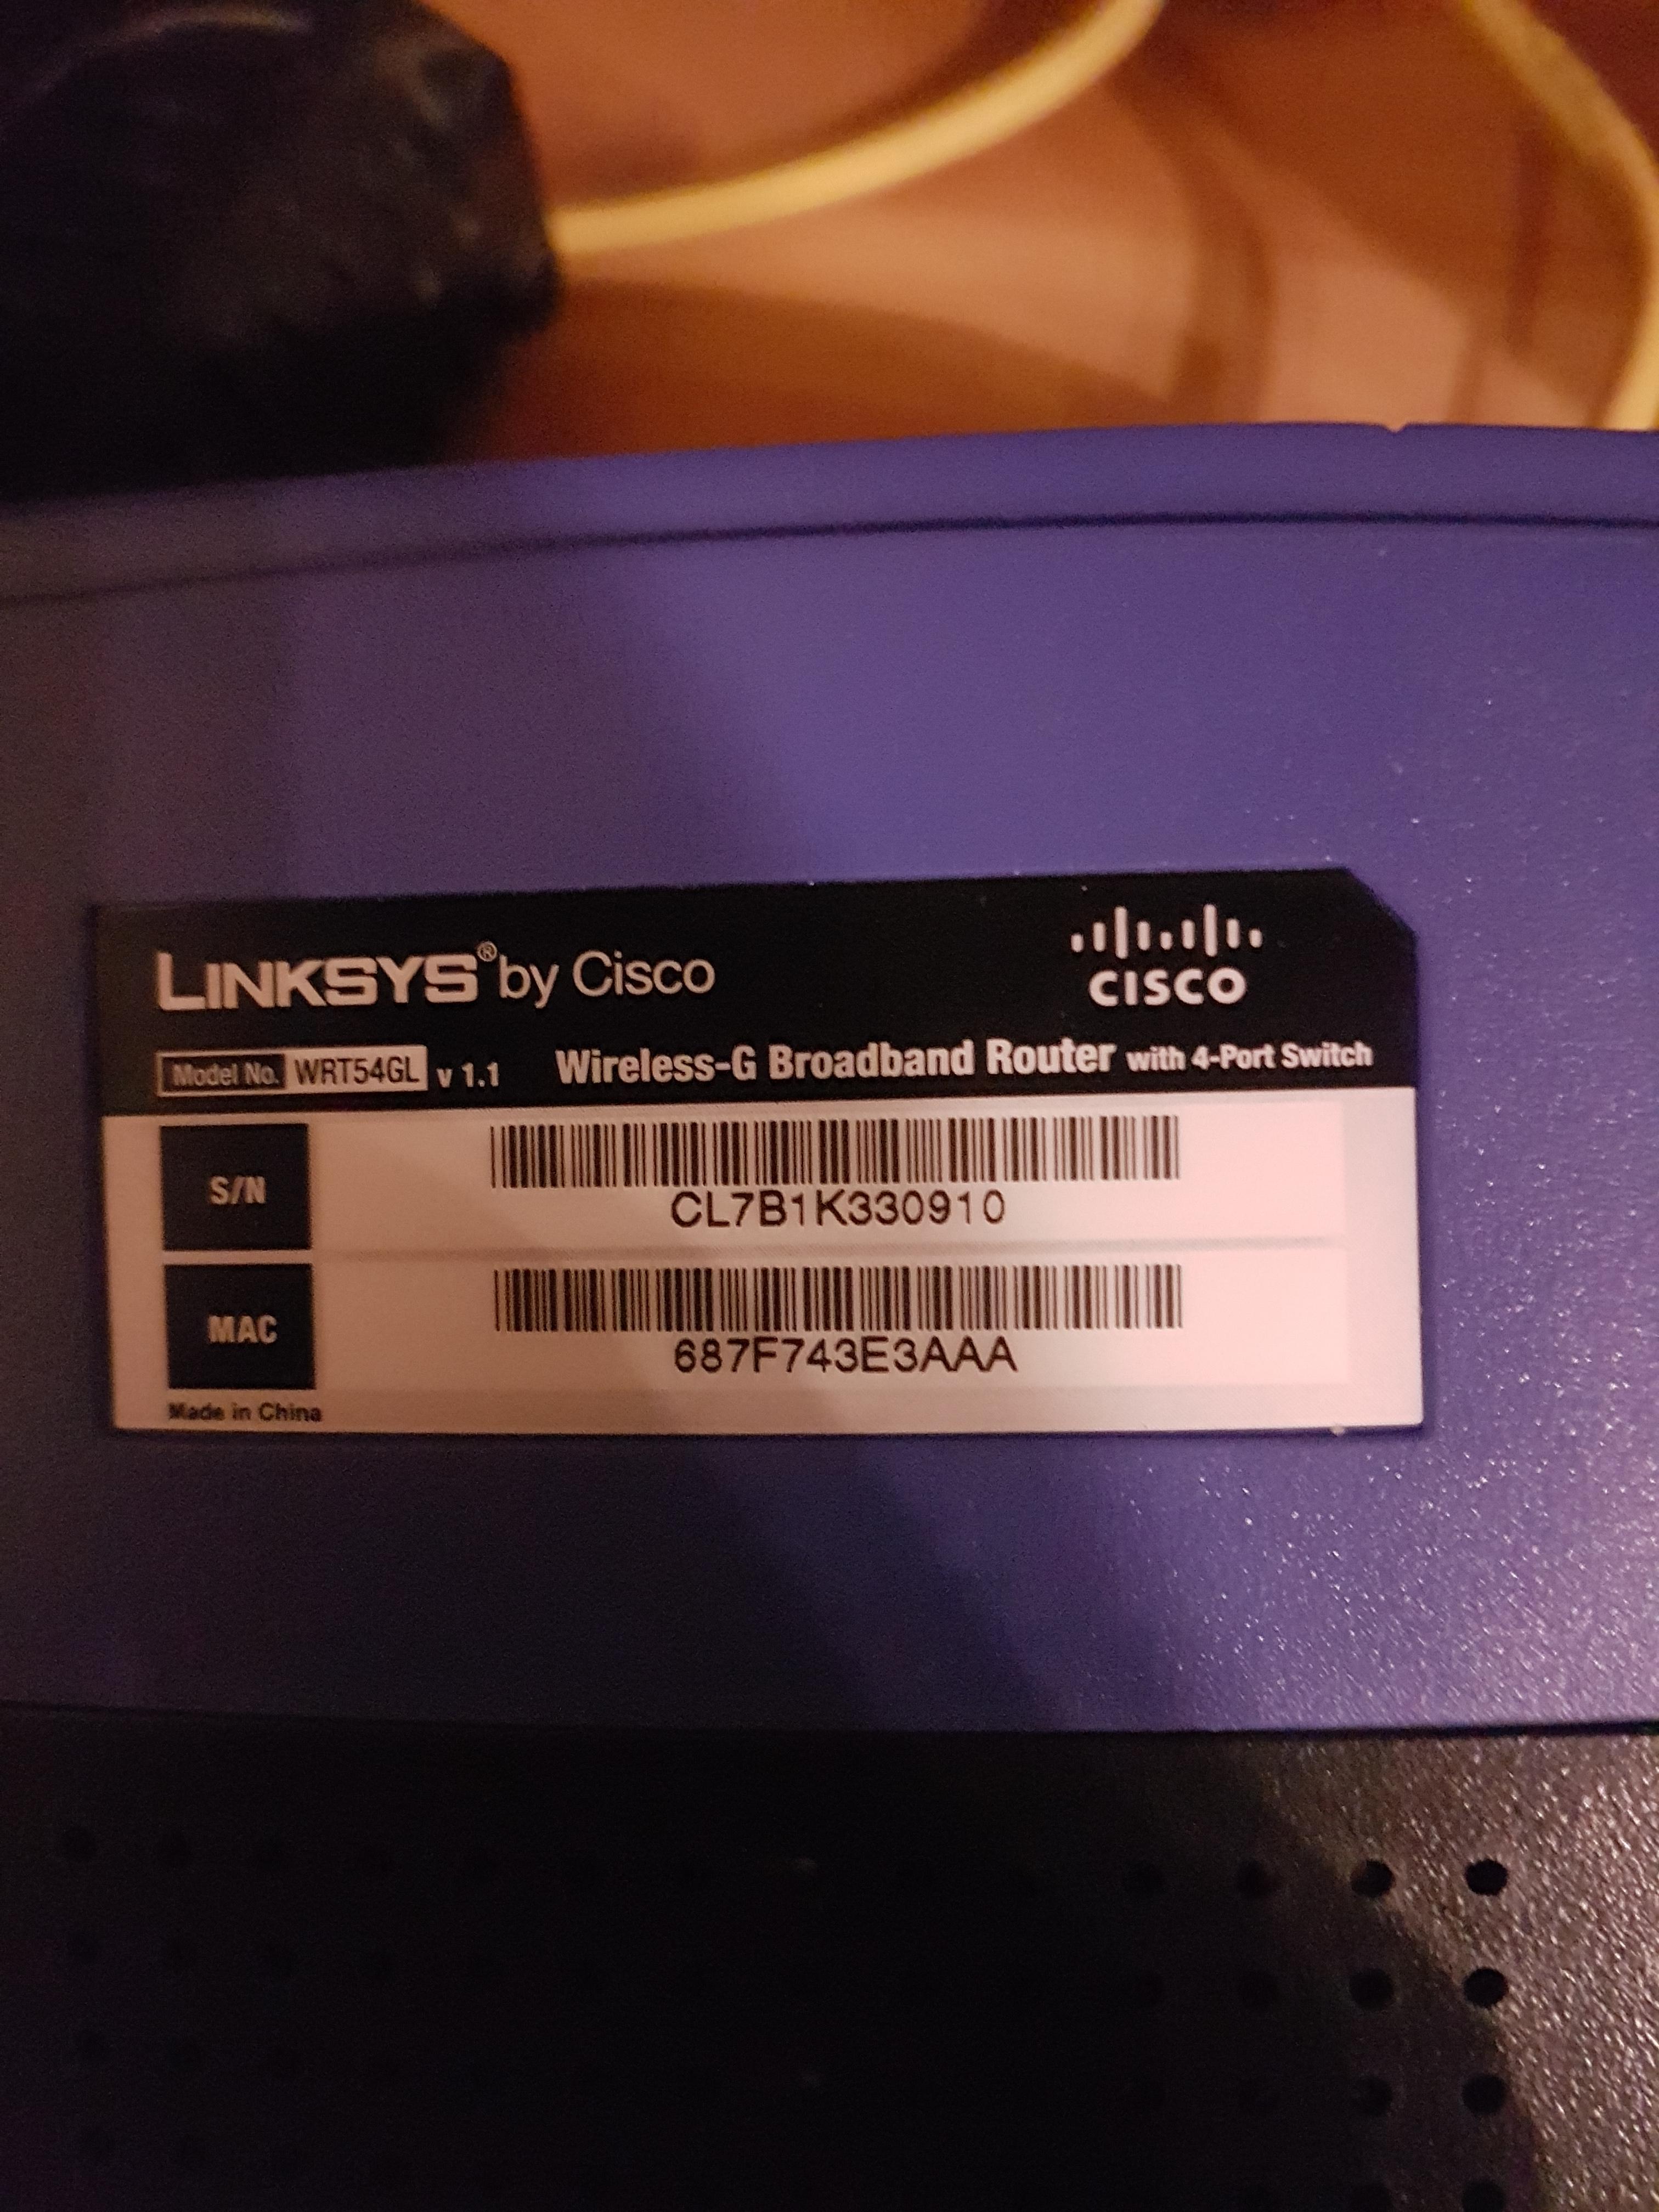 LINKSYS® by Cisco
CISCO
Model No. WRT54GL v 1.1 Wireless-G Broadband Router with 4-Port Switch
S/N
CL7B1K330910
MAC
687F743E3AAA
Made in China